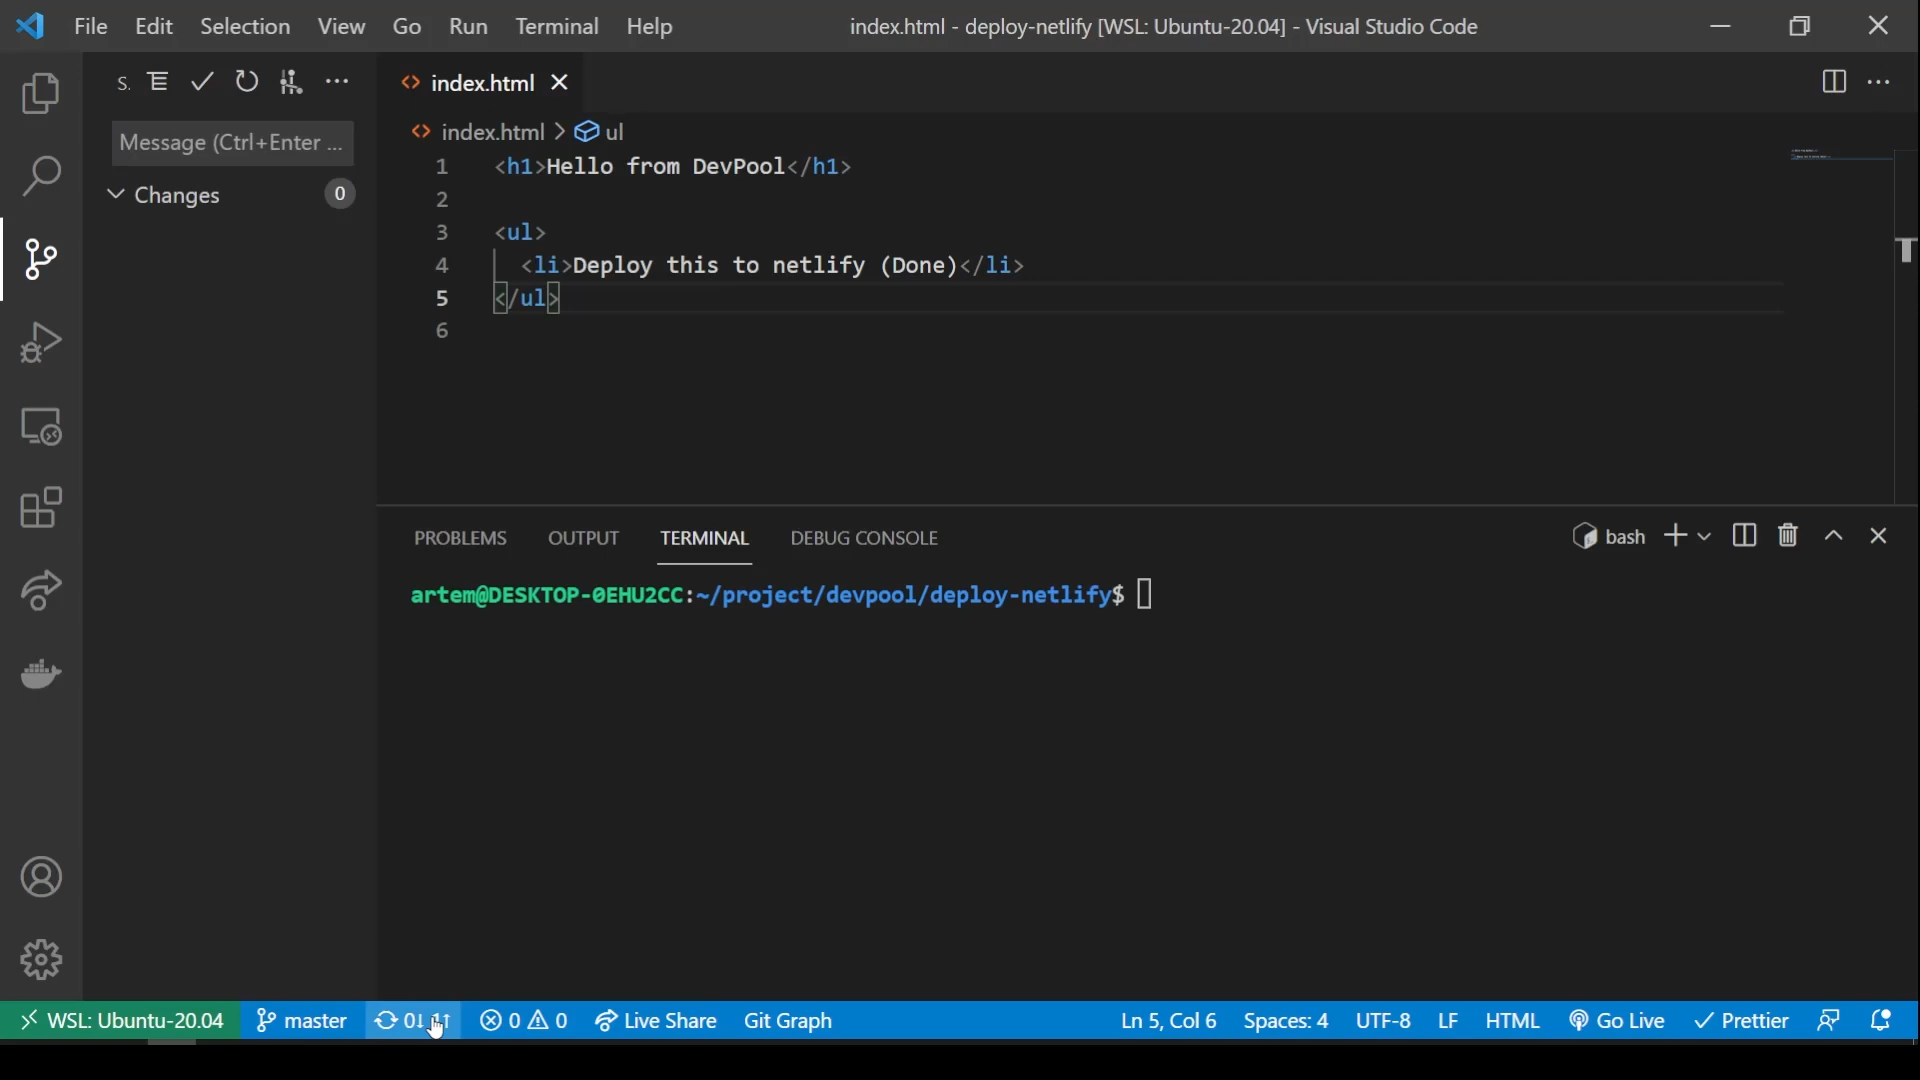 File Edit Selection View Go Run Terminal Help
index.html - deploy-netlify [WSL: Ubuntu-20.04] - Visual Studio Code
S.
index.html
Message (Ctrl+Enter ...
Changes 0
index.html > ul
1 <h1>Hello from DevPool</h1>
2
3 <ul>
4 <li>Deploy this to netlify (Done)</li>
5 </ul>
6
PROBLEMS OUTPUT TERMINAL DEBUG CONSOLE
bash
artem@DESKTOP-0EHU2CC:~/project/devpool/deploy-netlify$
WSL: Ubuntu-20.04 master 0↓ 1↑ 0 0 Live Share Git Graph Ln 5, Col 6 Spaces: 4 UTF-8 LF HTML Go Live Prettier